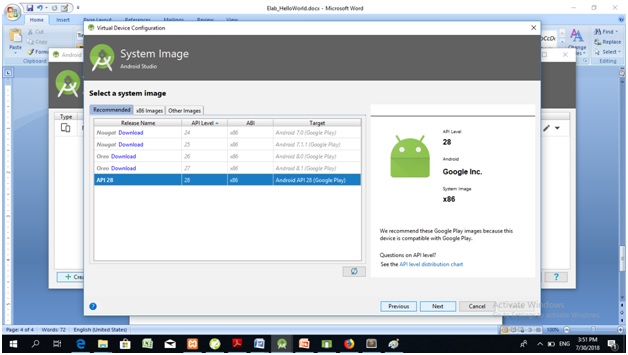 Elab_HelloWorld.docx - Microsoft Word
Home
Insert
Page Layout
References
Mailings
Review
View
Cut
Copy
Paste
Clipboard
Change
Find
Replace
Select
Editing
Virtual Device Configuration
System Image
Android Studio
Select a system image
Recommended
x86 Images
Other Images
Release Name
API Level
ABI
Target
Nougat Download
24
x86
Android 7.0 (Google Play)
Nougat Download
25
x86
Android 7.1.1 (Google Play)
Oreo Download
26
x86
Android 8.0 (Google Play)
Oreo Download
27
x86
Android 8.1 (Google Play)
API 28
28
x86
Android API 28 (Google Play)
API Level
28
Android
Google Inc.
System Image
x86
We recommend these Google Play images because this
device is compatible with Google Play.
Questions on API level?
See the API level distribution chart
Type
?
Previous
Next
Cancel
Finish
Activate Windows
Page: 4 of 4
Words: 72
English (United States)
100%
ENG
3:51 PM
7/30/2018